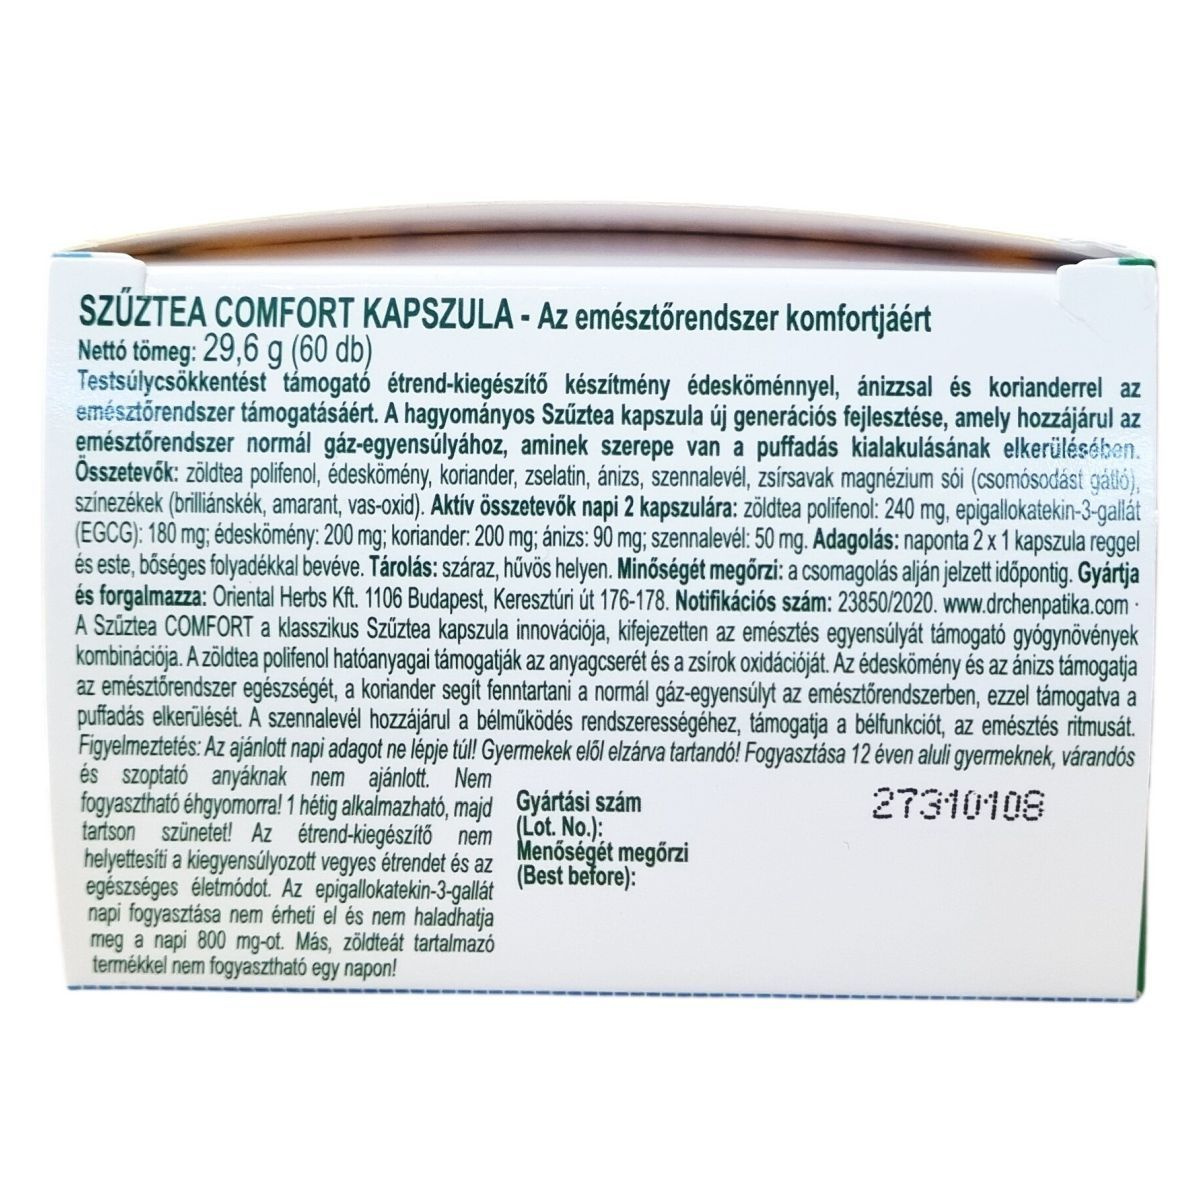 SZŰZTEA COMFORT KAPSZULA - Az emésztőrendszer komfortjáért
Nettó tömeg: 29,6 g (60 db)
Testsúlycsökkentést támogató étrend-kiegészítő készítmény édesköménnyel, ánizzsal és korianderrel az
emésztőrendszer támogatásáért. A hagyományos Szűztea kapszula új generációs fejlesztése, amely hozzájárul az
emésztőrendszer normál gáz-egyensúlyához, aminek szerepe van a puffadás kialakulásának elkerülésében.
Összetevők: zöldtea polifenol, édeskömény, koriander, zselatin, ánizs, szennalevél, zsírsavak magnézium sói (csomósodást gátló),
színezékek (brilliánskék, amarant, vas-oxid). Aktív összetevők napi 2 kapszulára: zöldtea polifenol: 240 mg, epigallokatekin-3-gallát
(EGCG): 180 mg; édeskömény: 200 mg; koriander: 200 mg; ánizs: 90 mg; szennalevél: 50 mg. Adagolás: naponta 2 x 1 kapszula reggel
és este, bőséges folyadékkal bevéve. Tárolás: száraz, hűvös helyen. Minőségét megőrzi: a csomagolás alján jelzett időpontig. Gyártja
és forgalmazza: Oriental Herbs Kft. 1106 Budapest, Keresztúri út 176-178. Notifikációs szám: 23850/2020. www.drchenpatika.com ·
A Szűztea COMFORT a klasszikus Szűztea kapszula innovációja, kifejezetten az emésztés egyensúlyát támogató gyógynövények
kombinációja. A zöldtea polifenol hatóanyagai támogatják az anyagcserét és a zsírok oxidációját. Az édeskömény és az ánizs támogatja
az emésztőrendszer egészségét, a koriander segít fenntartani a normál gáz-egyensúlyt az emésztőrendszerben, ezzel támogatva a
puffadás elkerülését. A szennalevél hozzájárul a bélműködés rendszerességéhez, támogatja a bélfunkciót, az emésztés ritmusát.
Figyelmeztetés: Az ajánlott napi adagot ne lépje túl! Gyermekek elől elzárva tartandó! Fogyasztása 12 éven aluli gyermeknek, várandós
és szoptató anyáknak nem ajánlott. Nem
fogyasztható éhgyomorra! 1 hétig alkalmazható, majd
tartson szünetet! Az étrend-kiegészítő nem
helyettesíti a kiegyensúlyozott vegyes étrendet és az
egészséges életmódot. Az epigallokatekin-3-gallát
napi fogyasztása nem érheti el és nem haladhatja
meg a napi 800 mg-ot. Más, zöldteát tartalmazó
termékkel nem fogyasztható egy napon!
Gyártási szám
(Lot. No.):
Menőségét megőrzi
(Best before):
27310108